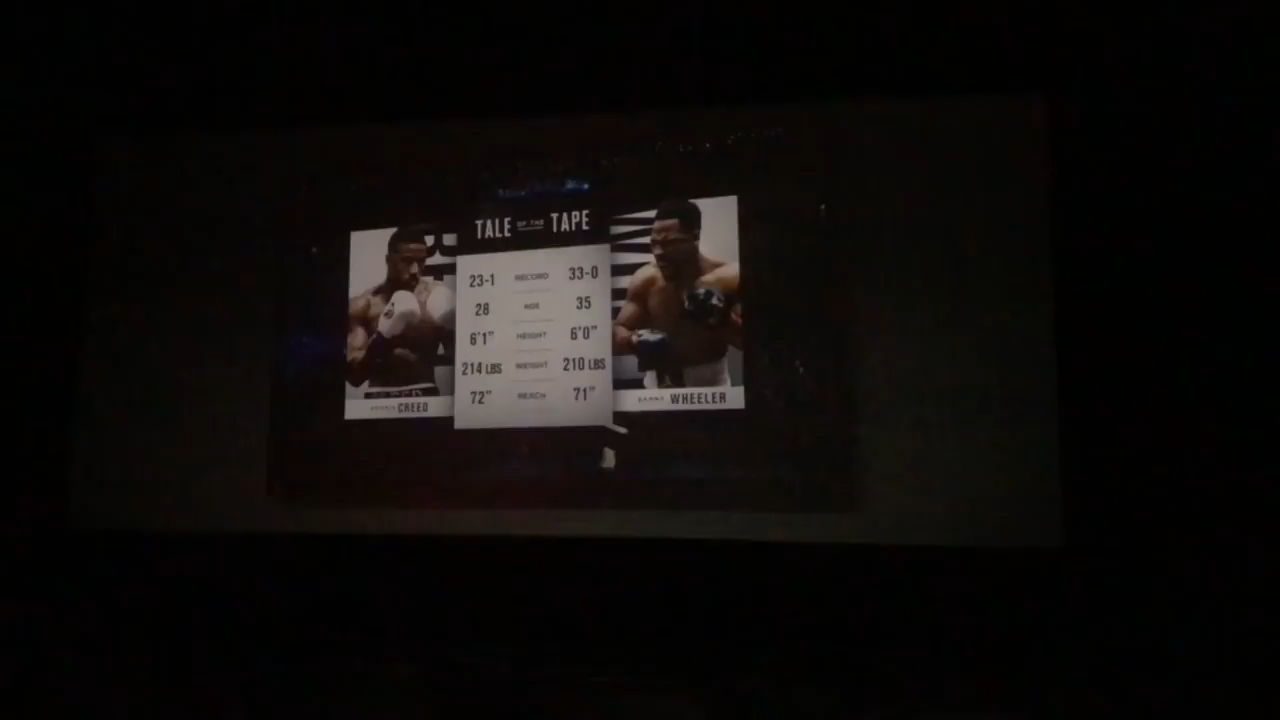 TALE OF THE TAPE
23-1 RECORD 33-0
28 AGE 35
6'1" HEIGHT 6'0"
214 LBS WEIGHT 210 LBS
72" REACH 71"
CREED
WHEELER